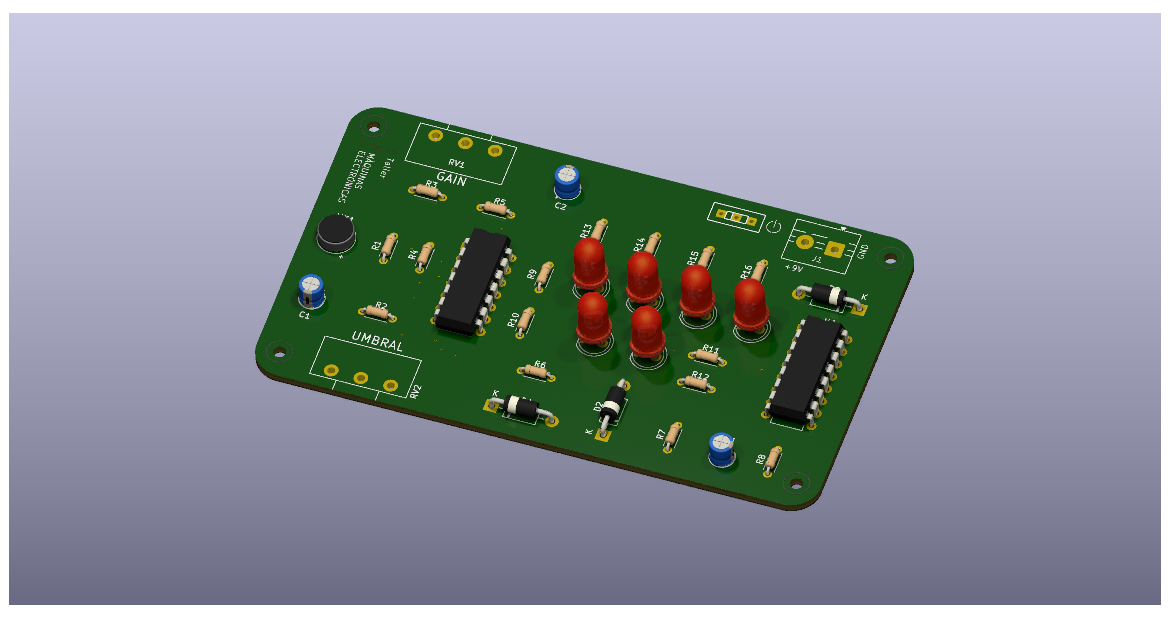 Taller
MAQUINAS
ELECTRÓNICAS
RV1
GAIN
R3
R5
C2
R13
R14
R15
R16
J1
GND
+9V
K
R1
R4
+
R9
R10
C1
R2
UMBRAL
RV2
R6
R11
R12
K
D2
K
R7
R8